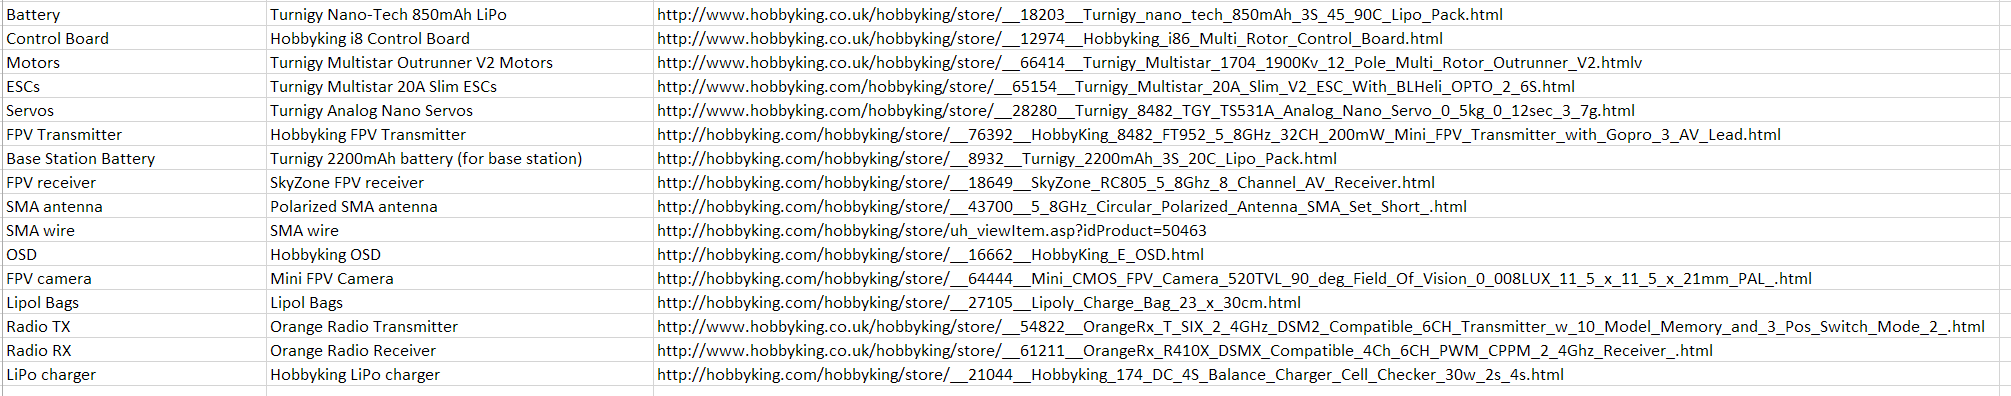 Battery Turnigy Nano-Tech 850mAh LiPo http://www.hobbyking.co.uk/hobbyking/store/__18203__Turnigy_nano_tech_850mAh_3S_45_90C_Lipo_Pack.html
Control Board Hobbyking i8 Control Board http://www.hobbyking.co.uk/hobbyking/store/__12974__Hobbyking_i86_Multi_Rotor_Control_Board.html
Motors Turnigy Multistar Outrunner V2 Motors http://www.hobbyking.co.uk/hobbyking/store/__66414__Turnigy_Multistar_1704_1900Kv_12_Pole_Multi_Rotor_Outrunner_V2.htmlv
ESCs Turnigy Multistar 20A Slim ESCs http://www.hobbyking.co.uk/hobbyking/store/__65154__Turnigy_Multistar_20A_Slim_V2_ESC_With_BLHeli_OPTO_2_6S.html
Servos Turnigy Analog Nano Servos http://www.hobbyking.co.uk/hobbyking/store/__28280__Turnigy_8482_TGY_TS531A_Analog_Nano_Servo_0_5kg_0_12sec_3_7g.html
FPV Transmitter Hobbyking FPV Transmitter http://hobbyking.com/hobbyking/store/__76392__HobbyKing_8482_FT952_5_8GHz_32CH_200mW_Mini_FPV_Transmitter_with_Gopro_3_AV_Lead.html
Base Station Battery Turnigy 2200mAh battery (for base station) http://hobbyking.com/hobbyking/store/__8932__Turnigy_2200mAh_3S_20C_Lipo_Pack.html
FPV receiver SkyZone FPV receiver http://hobbyking.com/hobbyking/store/__18649__SkyZone_RC805_5_8Ghz_8_Channel_AV_Receiver.html
SMA antenna Polarized SMA antenna http://hobbyking.com/hobbyking/store/__43700__5_8GHz_Circular_Polarized_Antenna_SMA_Set_Short_.html
SMA wire SMA wire http://hobbyking.com/hobbyking/store/uh_viewItem.asp?idProduct=50463
OSD Hobbyking OSD http://hobbyking.com/hobbyking/store/__16662__HobbyKing_E_OSD.html
FPV camera Mini FPV Camera http://hobbyking.com/hobbyking/store/__64444__Mini_CMOS_FPV_Camera_520TVL_90_deg_Field_Of_Vision_0_008LUX_11_5_x_11_5_x_21mm_PAL_.html
Lipol Bags Lipol Bags http://hobbyking.com/hobbyking/store/__27105__Lipoly_Charge_Bag_23_x_30cm.html
Radio TX Orange Radio Transmitter http://www.hobbyking.co.uk/hobbyking/store/__54822__OrangeRx_T_SIX_2_4GHz_DSM2_Compatible_6CH_Transmitter_w_10_Model_Memory_and_3_Pos_Switch_Mode_2_.html
Radio RX Orange Radio Receiver http://www.hobbyking.co.uk/hobbyking/store/__61211__OrangeRx_R410X_DSMX_Compatible_4Ch_6CH_PWM_CPPM_2_4Ghz_Receiver_.html
LiPo charger Hobbyking LiPo charger http://hobbyking.com/hobbyking/store/__21044__Hobbyking_174_DC_4S_Balance_Charger_Cell_Checker_30w_2s_4s.html